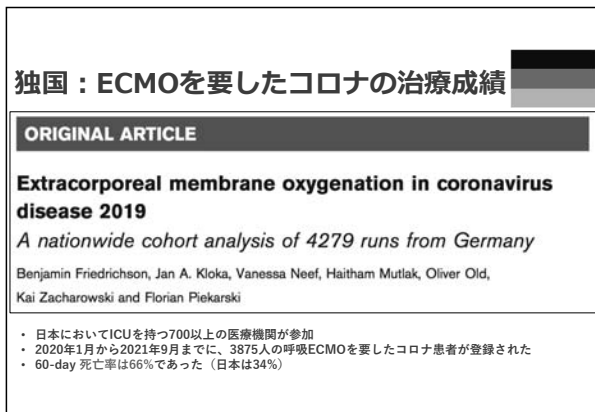 独国：ECMOを要したコロナの治療成績
ORIGINAL ARTICLE
Extracorporeal membrane oxygenation in coronavirus
disease 2019
A nationwide cohort analysis of 4279 runs from Germany
Benjamin Friedrichson, Jan A. Kloka, Vanessa Neef, Haitham Mutlak, Oliver Old,
Kai Zacharowski and Florian Piekarski
• 日本においてICUを持つ700以上の医療機関が参加
• 2020年1月から2021年9月までに、3875人の呼吸ECMOを要したコロナ患者が登録された
• 60-day 死亡率は66%であった（日本は34%）